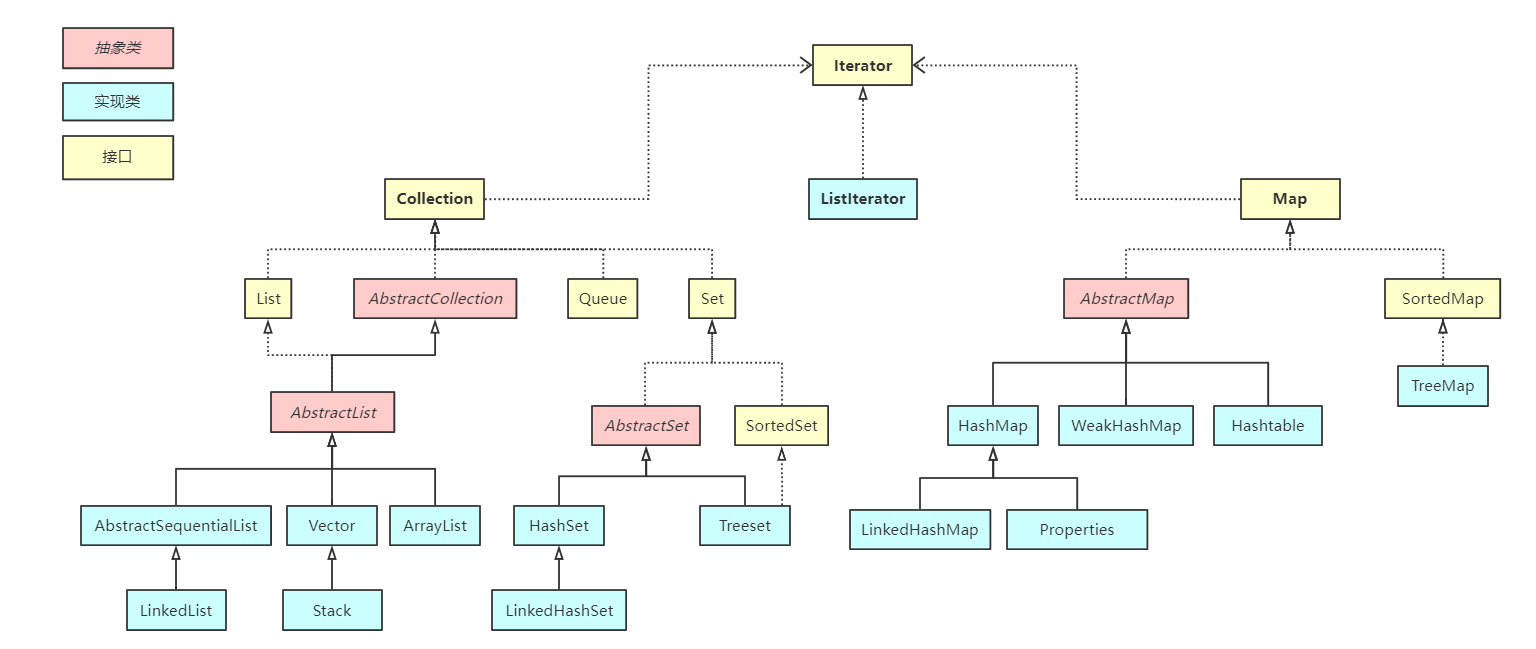 抽象类
实现类
接口
Iterator
Collection
ListIterator
Map
List
AbstractCollection
Queue
Set
AbstractMap
SortedMap
TreeMap
AbstractList
AbstractSet
SortedSet
HashMap
WeakHashMap
Hashtable
AbstractSequentialList
Vector
ArrayList
HashSet
Treeset
LinkedHashMap
Properties
LinkedList
Stack
LinkedHashSet